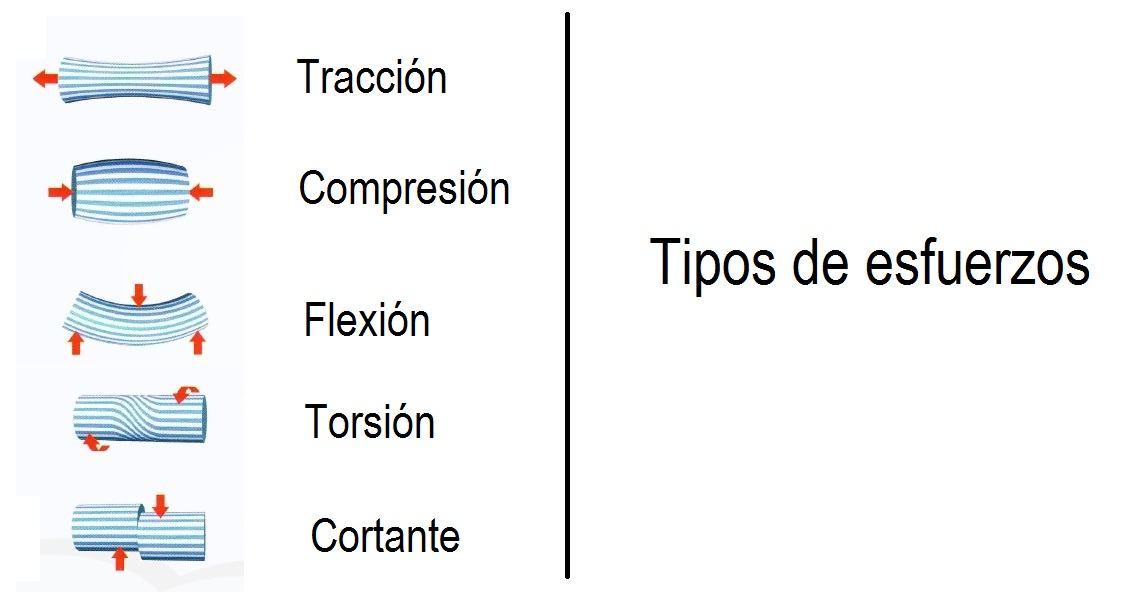 Tracción
Compresión
Flexión
Torsión
Cortante
Tipos de esfuerzos